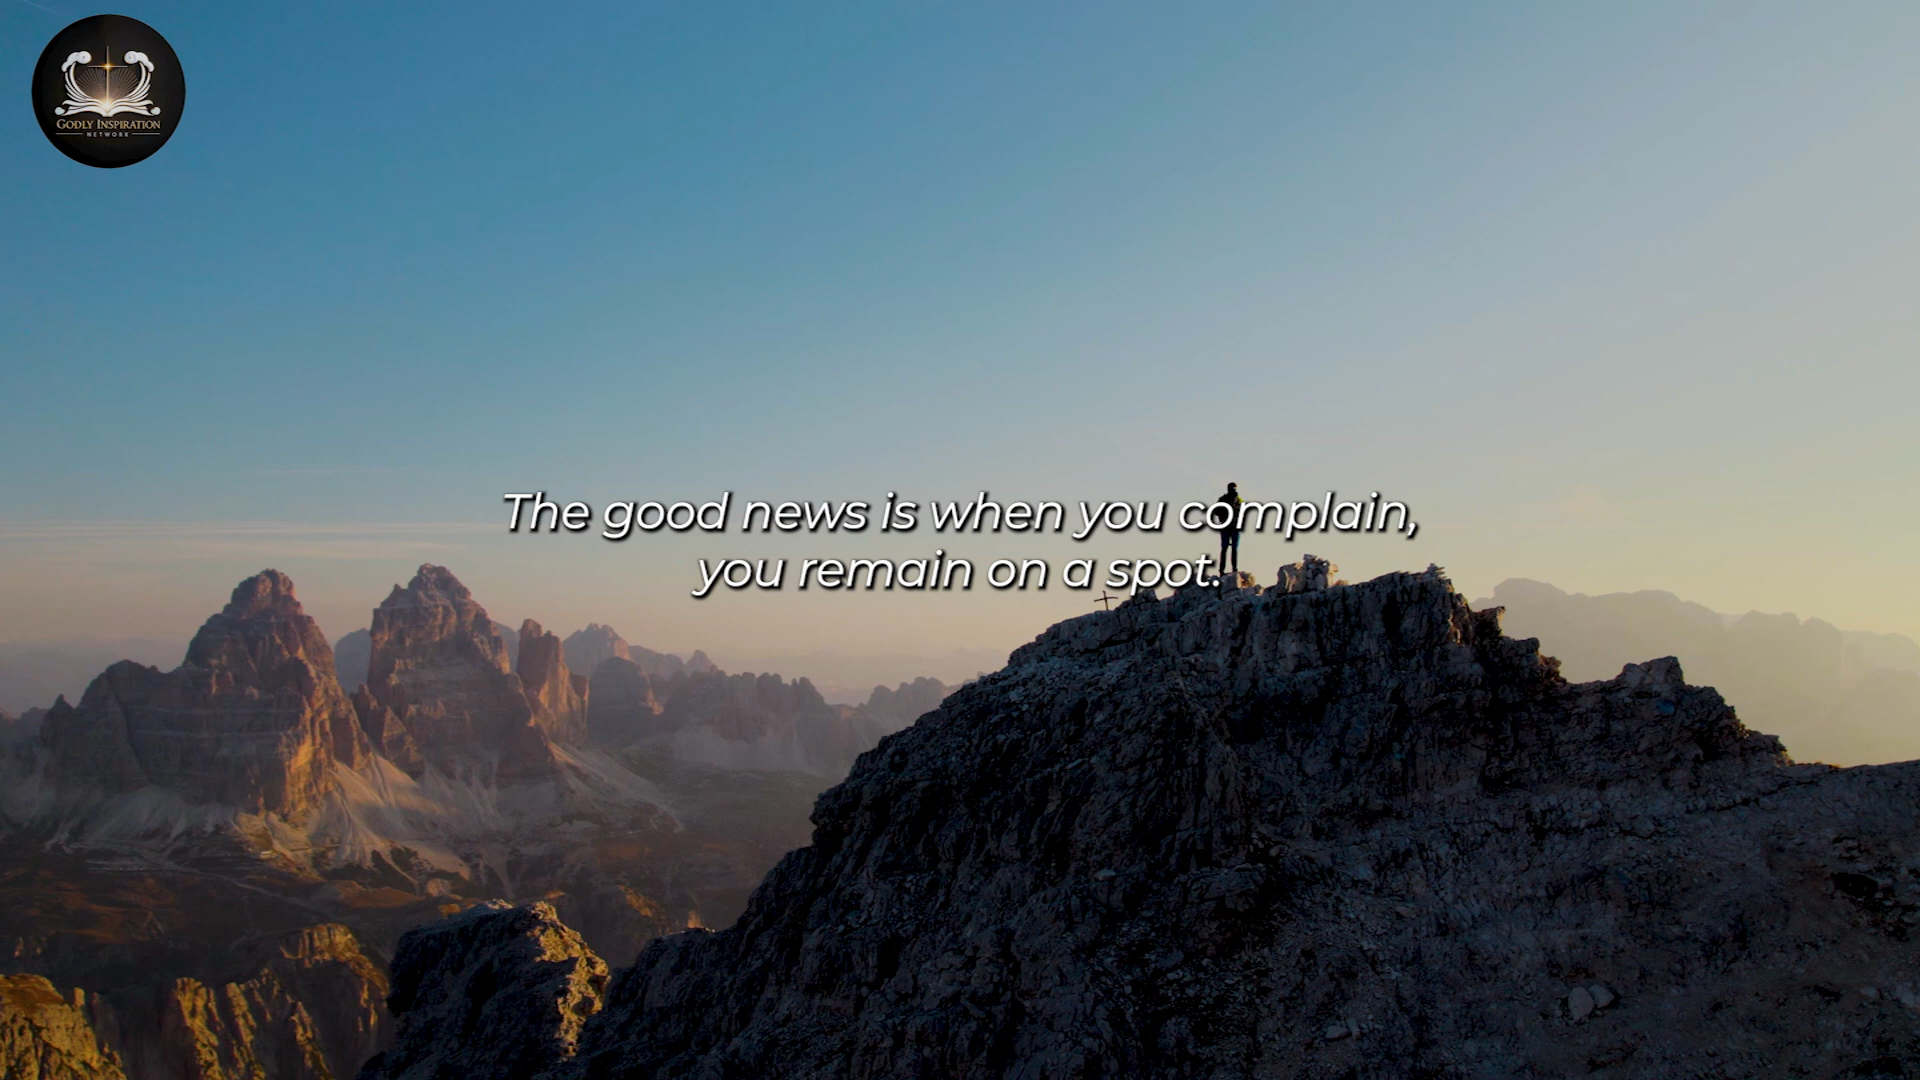 GODLY INSPIRATION
NETWORK
The good news is when you complain,
you remain on a spot.